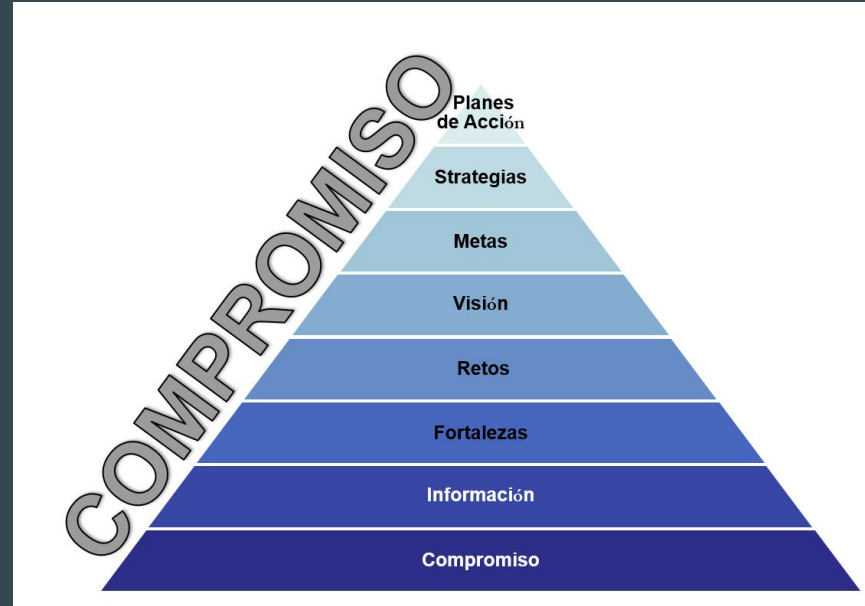 COMPROMISO
Planes
de Acción
Strategias
Metas
Visión
Retos
Fortalezas
Información
Compromiso